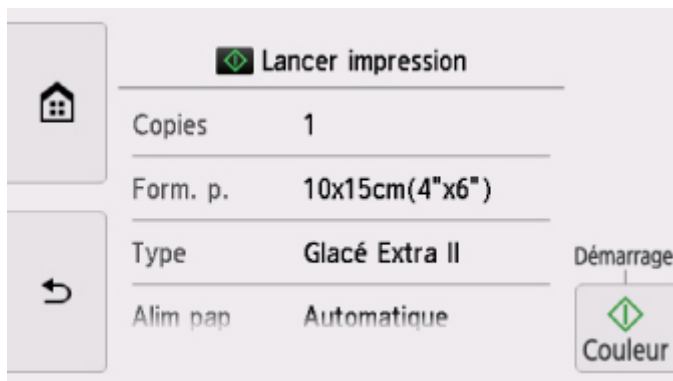 Lancer impression
Copies 1
Form. p. 10x15cm(4"x6")
Type Glacé Extra II
Alim pap Automatique
Démarrage
Couleur